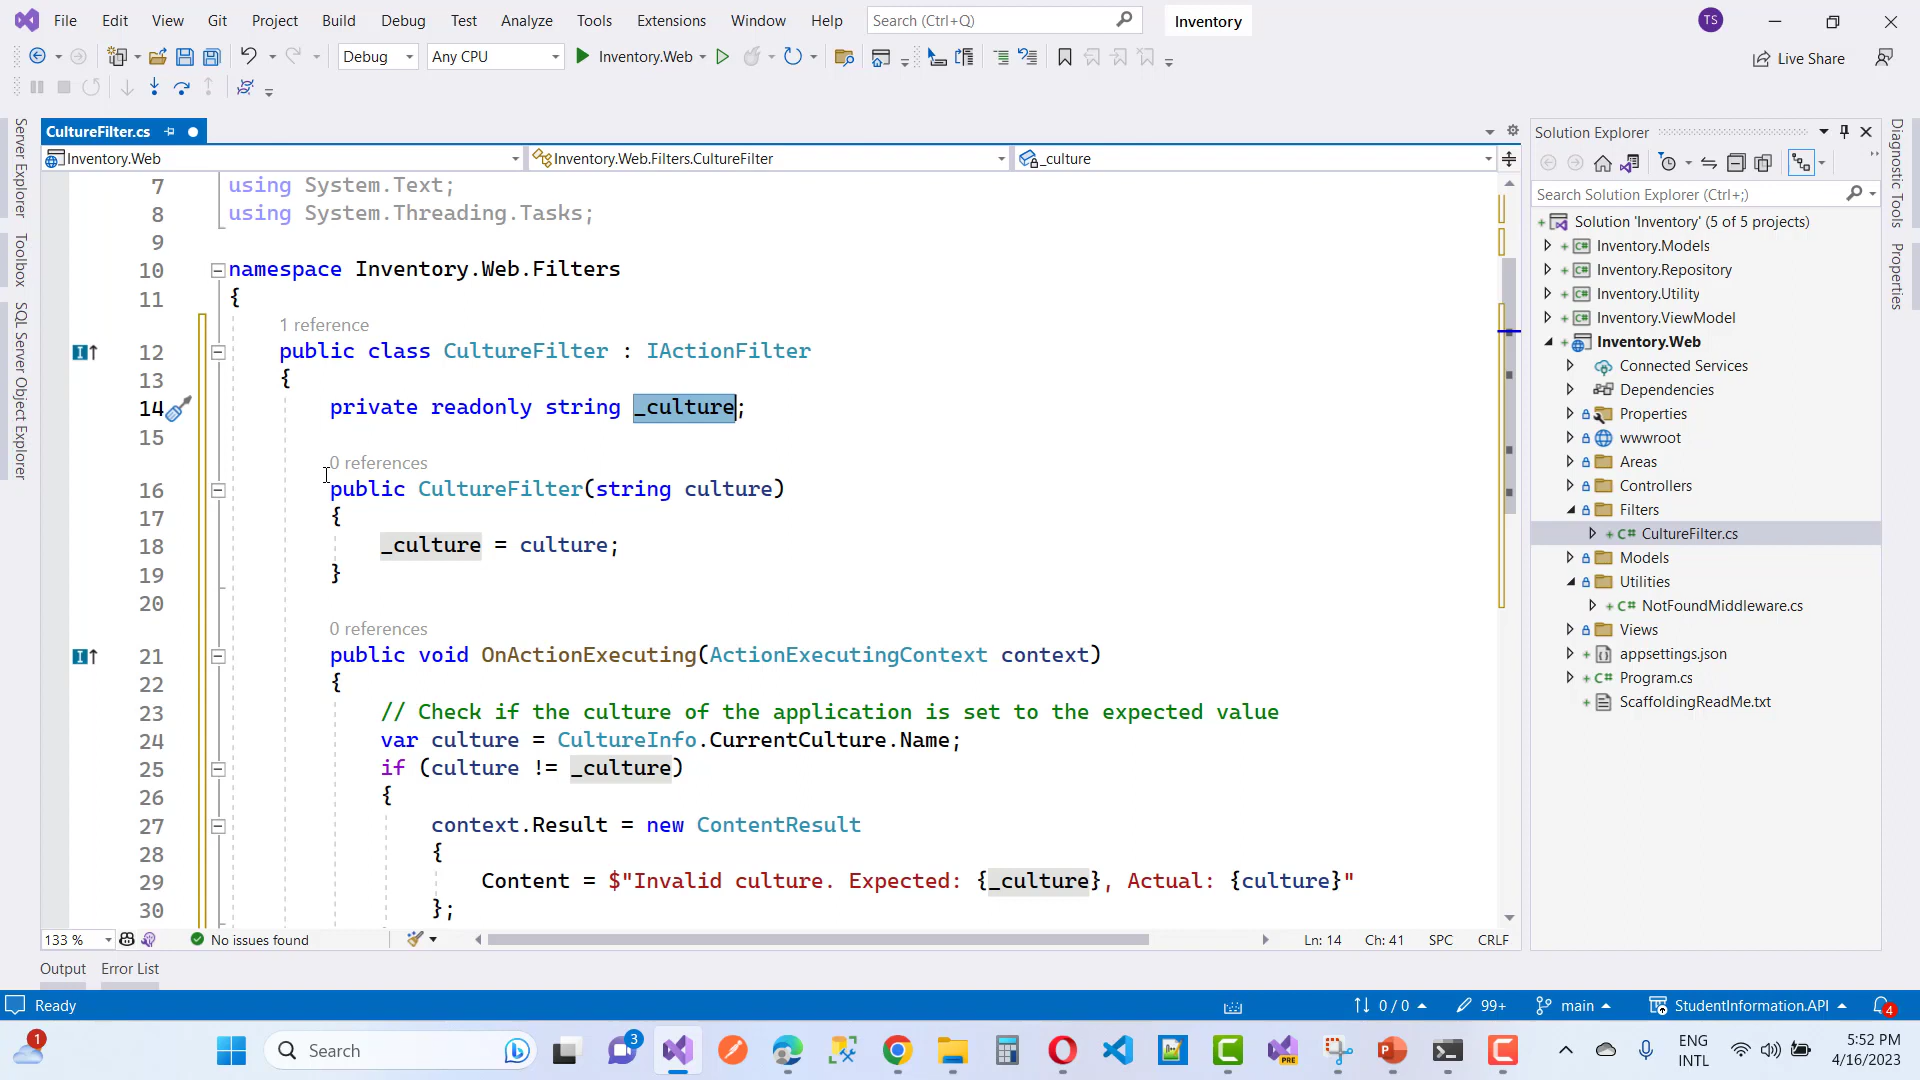 File Edit View Git Project Build Debug Test Analyze Tools Extensions Window Help Search (Ctrl+Q) Inventory TS
Debug Any CPU Inventory.Web Live Share
CultureFilter.cs
Inventory.Web Inventory.Web.Filters.CultureFilter _culture
Server Explorer
Toolbox
SQL Server Object Explorer
7 using System.Text;
8 using System.Threading.Tasks;
9
10 namespace Inventory.Web.Filters
11 {
1 reference
12 public class CultureFilter : IActionFilter
13 {
14 private readonly string _culture;
15
0 references
16 public CultureFilter(string culture)
17 {
18 _culture = culture;
19 }
20
0 references
21 public void OnActionExecuting(ActionExecutingContext context)
22 {
23 // Check if the culture of the application is set to the expected value
24 var culture = CultureInfo.CurrentCulture.Name;
25 if (culture != _culture)
26 {
27 context.Result = new ContentResult
28 {
29 Content = $"Invalid culture. Expected: {_culture}, Actual: {culture}"
30 };
133 % No issues found Ln: 14 Ch: 41 SPC CRLF
Output Error List
Solution Explorer
Search Solution Explorer (Ctrl+;)
Solution 'Inventory' (5 of 5 projects)
Inventory.Models
Inventory.Repository
Inventory.Utility
Inventory.ViewModel
Inventory.Web
Connected Services
Dependencies
Properties
wwwroot
Areas
Controllers
Filters
C# CultureFilter.cs
Models
Utilities
C# NotFoundMiddleware.cs
Views
appsettings.json
C# Program.cs
ScaffoldingReadMe.txt
Diagnostic Tools
Properties
Ready 0 / 0 99+ main StudentInformation.API 4
1 Search 3 PRE ENG 5:52 PM
INTL 4/16/2023